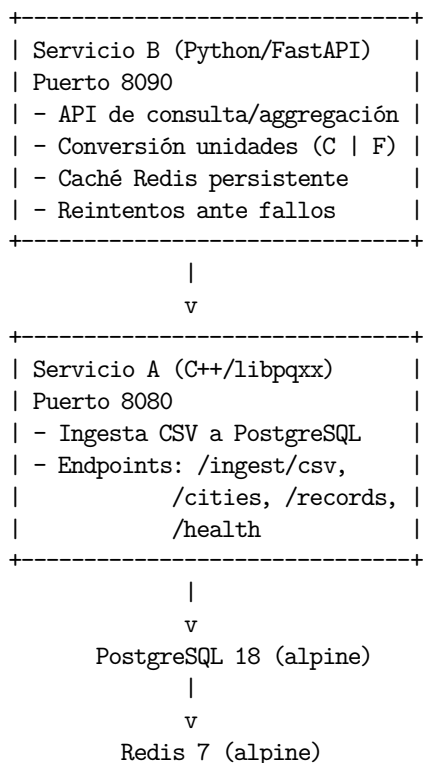 +-------------------------------+
| Servicio B (Python/FastAPI)   |
| Puerto 8090                   |
| - API de consulta/aggregación |
| - Conversión unidades (C | F) |
| - Caché Redis persistente     |
| - Reintentos ante fallos      |
+-------------------------------+
              |
              v
+-------------------------------+
| Servicio A (C++/libpqxx)      |
| Puerto 8080                   |
| - Ingesta CSV a PostgreSQL    |
| - Endpoints: /ingest/csv,     |
|             /cities, /records, |
|             /health           |
+-------------------------------+
              |
              v
       PostgreSQL 18 (alpine)
              |
              v
         Redis 7 (alpine)